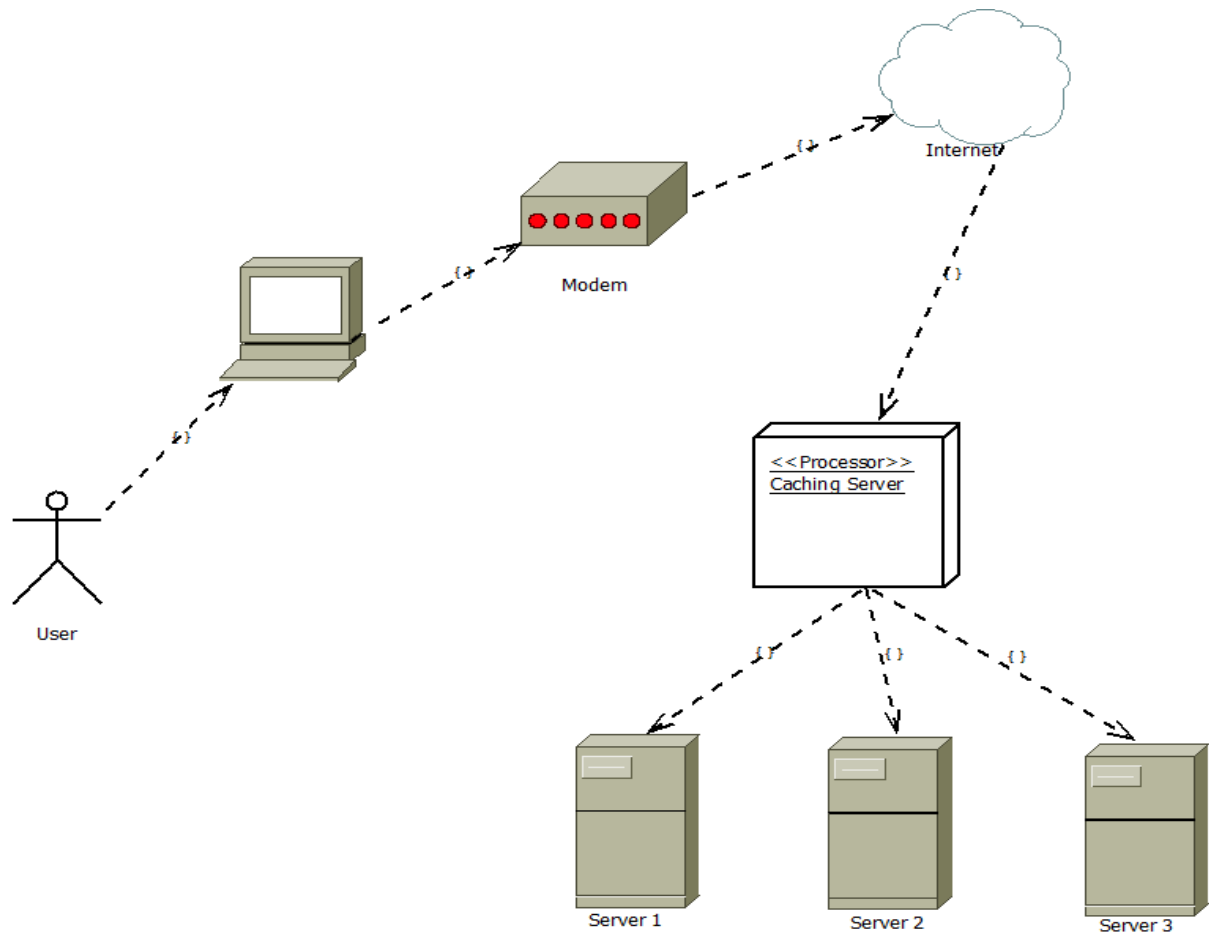 { }
Internet
{ }
Modem
{ }
{ }
<<Processor>>
Caching Server
{ }
User
{ }
{ }
{ }
Server 1
Server 2
Server 3